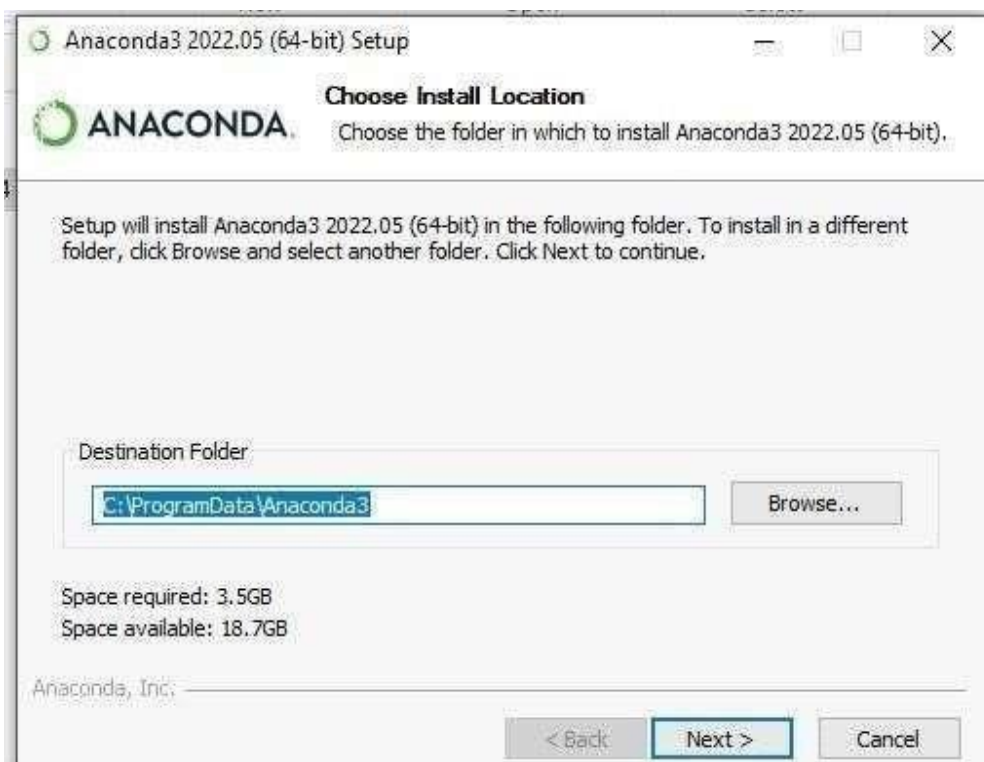 Anaconda3 2022.05 (64-bit) Setup
ANACONDA.
Choose Install Location
Choose the folder in which to install Anaconda3 2022.05 (64-bit).
Setup will install Anaconda3 2022.05 (64-bit) in the following folder. To install in a different
folder, click Browse and select another folder. Click Next to continue.
Destination Folder
C:\ProgramData\Anaconda3
Browse...
Space required: 3.5GB
Space available: 18.7GB
Anaconda, Inc.
< Back
Next >
Cancel